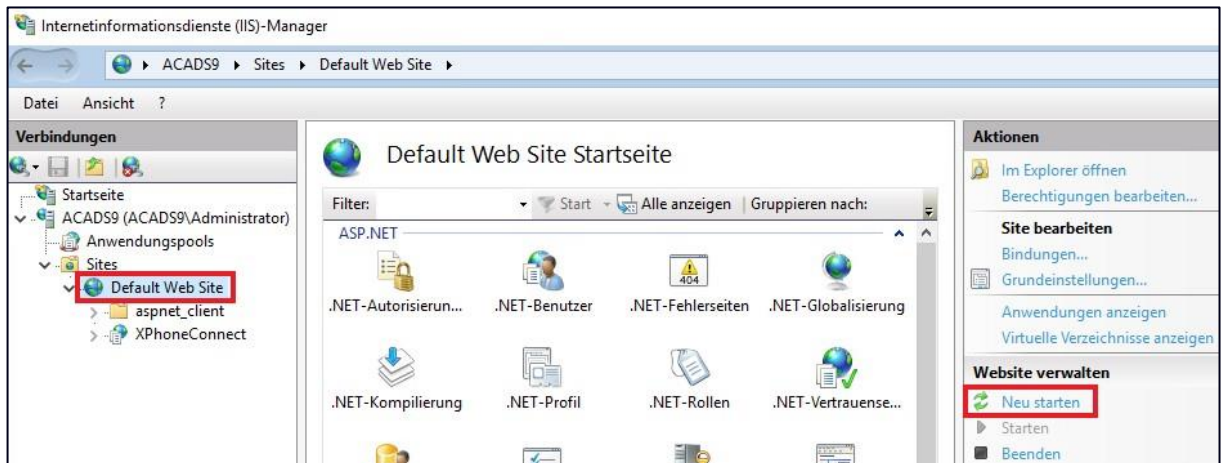 Internetinformationsdienste (IIS)-Manager
ACADS9 Sites Default Web Site
Datei Ansicht ?
Verbindungen
Startseite
ACADS9 (ACADS9\Administrator)
Anwendungspools
Sites
Default Web Site
aspnet_client
XPhoneConnect
Default Web Site Startseite
Filter: Start Alle anzeigen Gruppieren nach:
ASP.NET
404
.NET-Autorisierun... .NET-Benutzer .NET-Fehlerseiten .NET-Globalisierung
.NET-Kompilierung .NET-Profil .NET-Rollen .NET-Vertrauense...
Aktionen
Im Explorer öffnen
Berechtigungen bearbeiten...
Site bearbeiten
Bindungen...
Grundeinstellungen...
Anwendungen anzeigen
Virtuelle Verzeichnisse anzeigen
Website verwalten
Neu starten
Starten
Beenden